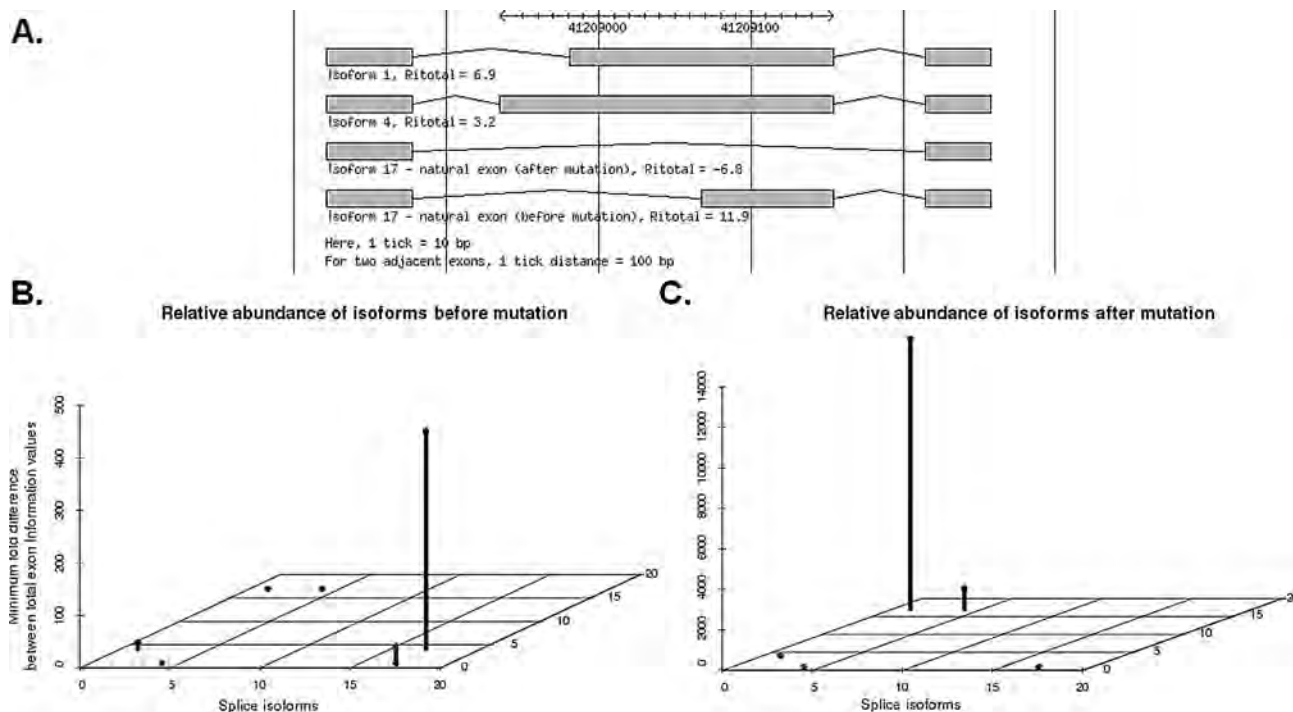 A.
41209000 41209100
Isoform 1, Ritotal = 6.9
Isoform 4, Ritotal = 3.2
Isoform 17 - natural exon (after mutation), Ritotal = -6.8
Isoform 17 - natural exon (before mutation), Ritotal = 11.9
Here, 1 tick = 10 bp
For two adjacent exons, 1 tick distance = 100 bp
B.
Relative abundance of isoforms before mutation
Minimum fold difference
between total exon information values
0 100 200 300 400 500
0 5 10 15 20
0 5 10 15 20
Splice isoforms
C.
Relative abundance of isoforms after mutation
0 2000 4000 6000 8000 10000 12000 14000
0 5 10 15 20
0 5 10 15
Splice isoforms